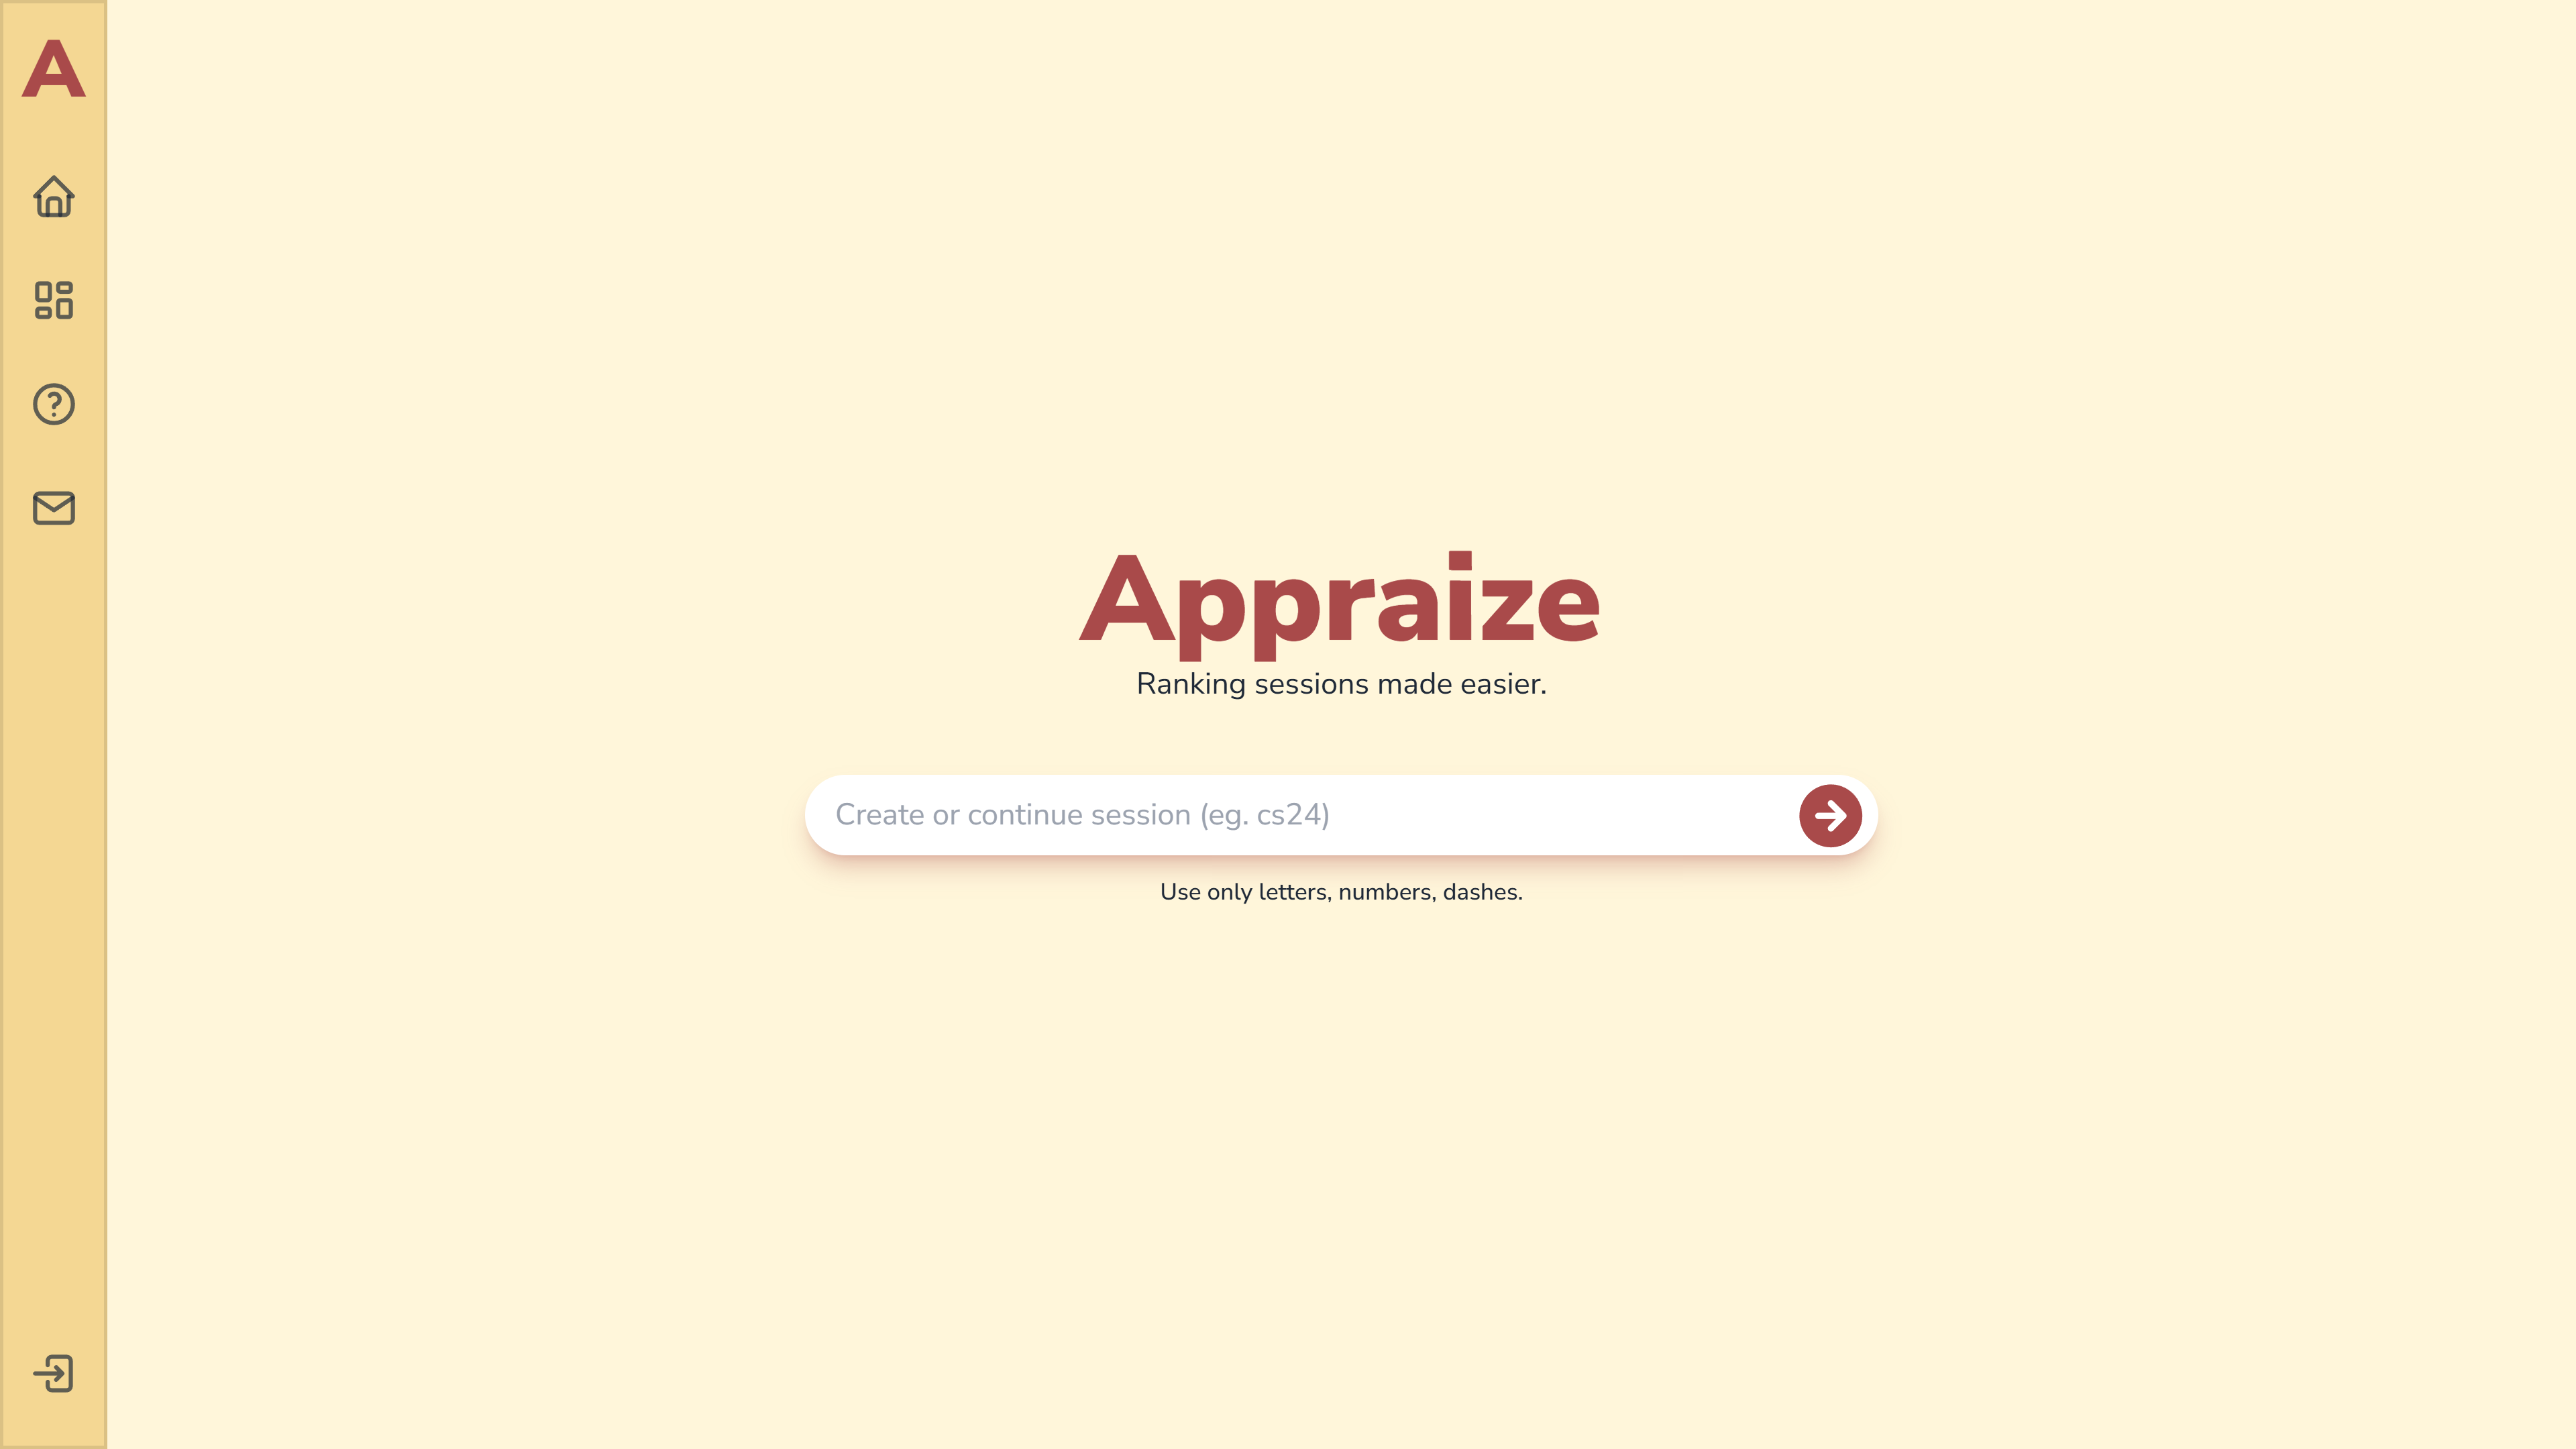 A
Appraize
Ranking sessions made easier.
Create or continue session (eg. cs24)
Use only letters, numbers, dashes.